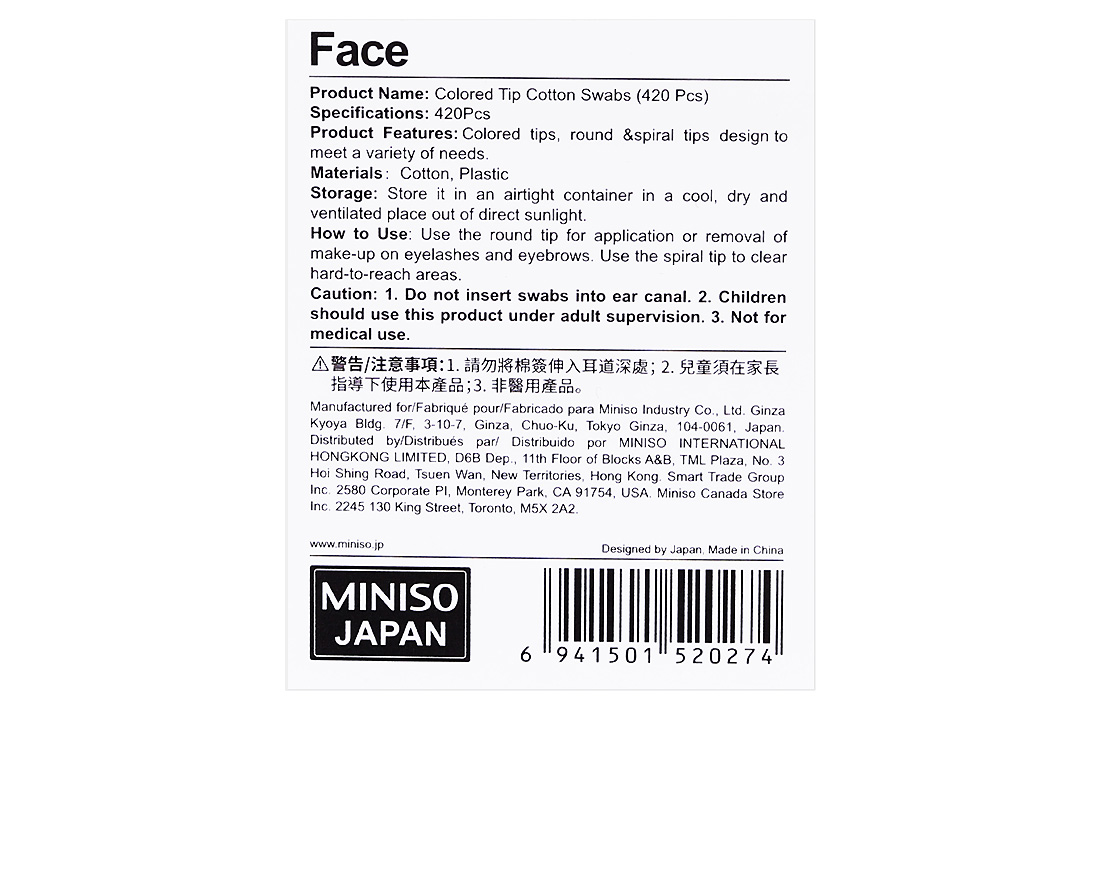 Face
Product Name: Colored Tip Cotton Swabs (420 Pcs)
Specifications: 420Pcs
Product Features: Colored tips, round &spiral tips design to
meet a variety of needs.
Materials: Cotton, Plastic
Storage: Store it in an airtight container in a cool, dry and
ventilated place out of direct sunlight.
How to Use: Use the round tip for application or removal of
make-up on eyelashes and eyebrows. Use the spiral tip to clear
hard-to-reach areas.
Caution: 1. Do not insert swabs into ear canal. 2. Children
should use this product under adult supervision. 3. Not for
medical use.
⚠警告/注意事項:1. 請勿將棉簽伸入耳道深處; 2. 兒童須在家長
指導下使用本產品;3. 非醫用產品。
Manufactured for/Fabriqué pour/Fabricado para Miniso Industry Co., Ltd. Ginza
Kyoya Bldg. 7/F, 3-10-7, Ginza, Chuo-Ku, Tokyo Ginza, 104-0061, Japan.
Distributed by/Distribués par/ Distribuido por MINISO INTERNATIONAL
HONGKONG LIMITED, D6B Dep., 11th Floor of Blocks A&B, TML Plaza, No. 3
Hoi Shing Road, Tsuen Wan, New Territories, Hong Kong. Smart Trade Group
Inc. 2580 Corporate Pl, Monterey Park, CA 91754, USA. Miniso Canada Store
Inc. 2245 130 King Street, Toronto, M5X 2A2.
www.miniso.jp
Designed by Japan, Made in China
MINISO
JAPAN
6 941501 520274